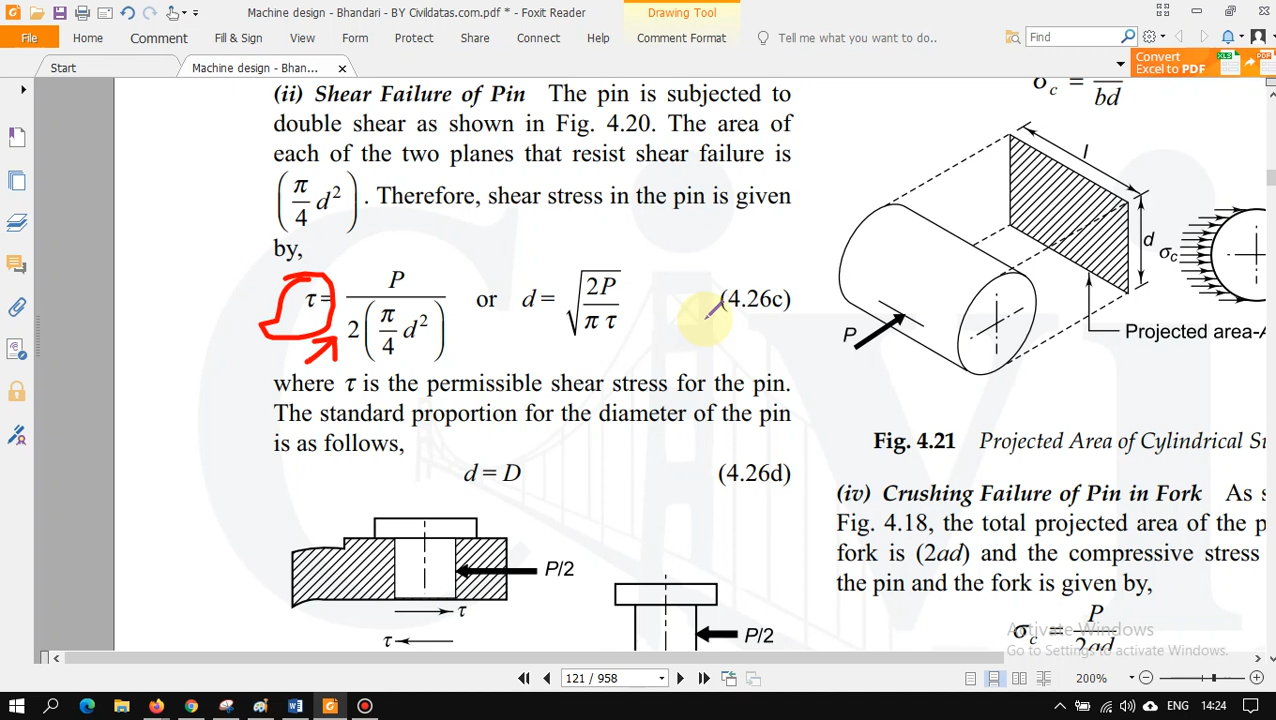 Machine design - Bhandari - BY Civildatas.com.pdf * - Foxit Reader
Drawing Tool
File
Home
Comment
Fill & Sign
View
Form
Protect
Share
Connect
Help
Comment Format
Tell me what you want to do..
Find
Start
Machine design - Bhan...
Convert
Excel to PDF
(ii) Shear Failure of Pin The pin is subjected to
double shear as shown in Fig. 4.20. The area of
each of the two planes that resist shear failure is
(π/4 d²). Therefore, shear stress in the pin is given
by,
τ = P / 2(π/4 d²) or d = √(2P / π τ) (4.26c)
where τ is the permissible shear stress for the pin.
The standard proportion for the diameter of the pin
is as follows,
d = D (4.26d)
P/2
τ
τ
P/2
σc = / bd
l
d
σc
P
Projected area-A
Fig. 4.21 Projected Area of Cylindrical Su
(iv) Crushing Failure of Pin in Fork As s
Fig. 4.18, the total projected area of the p
fork is (2ad) and the compressive stress
the pin and the fork is given by,
σc = P / 2ad
Activate Windows
Go to Settings to activate Windows.
121 / 958
200%
ENG
14:24